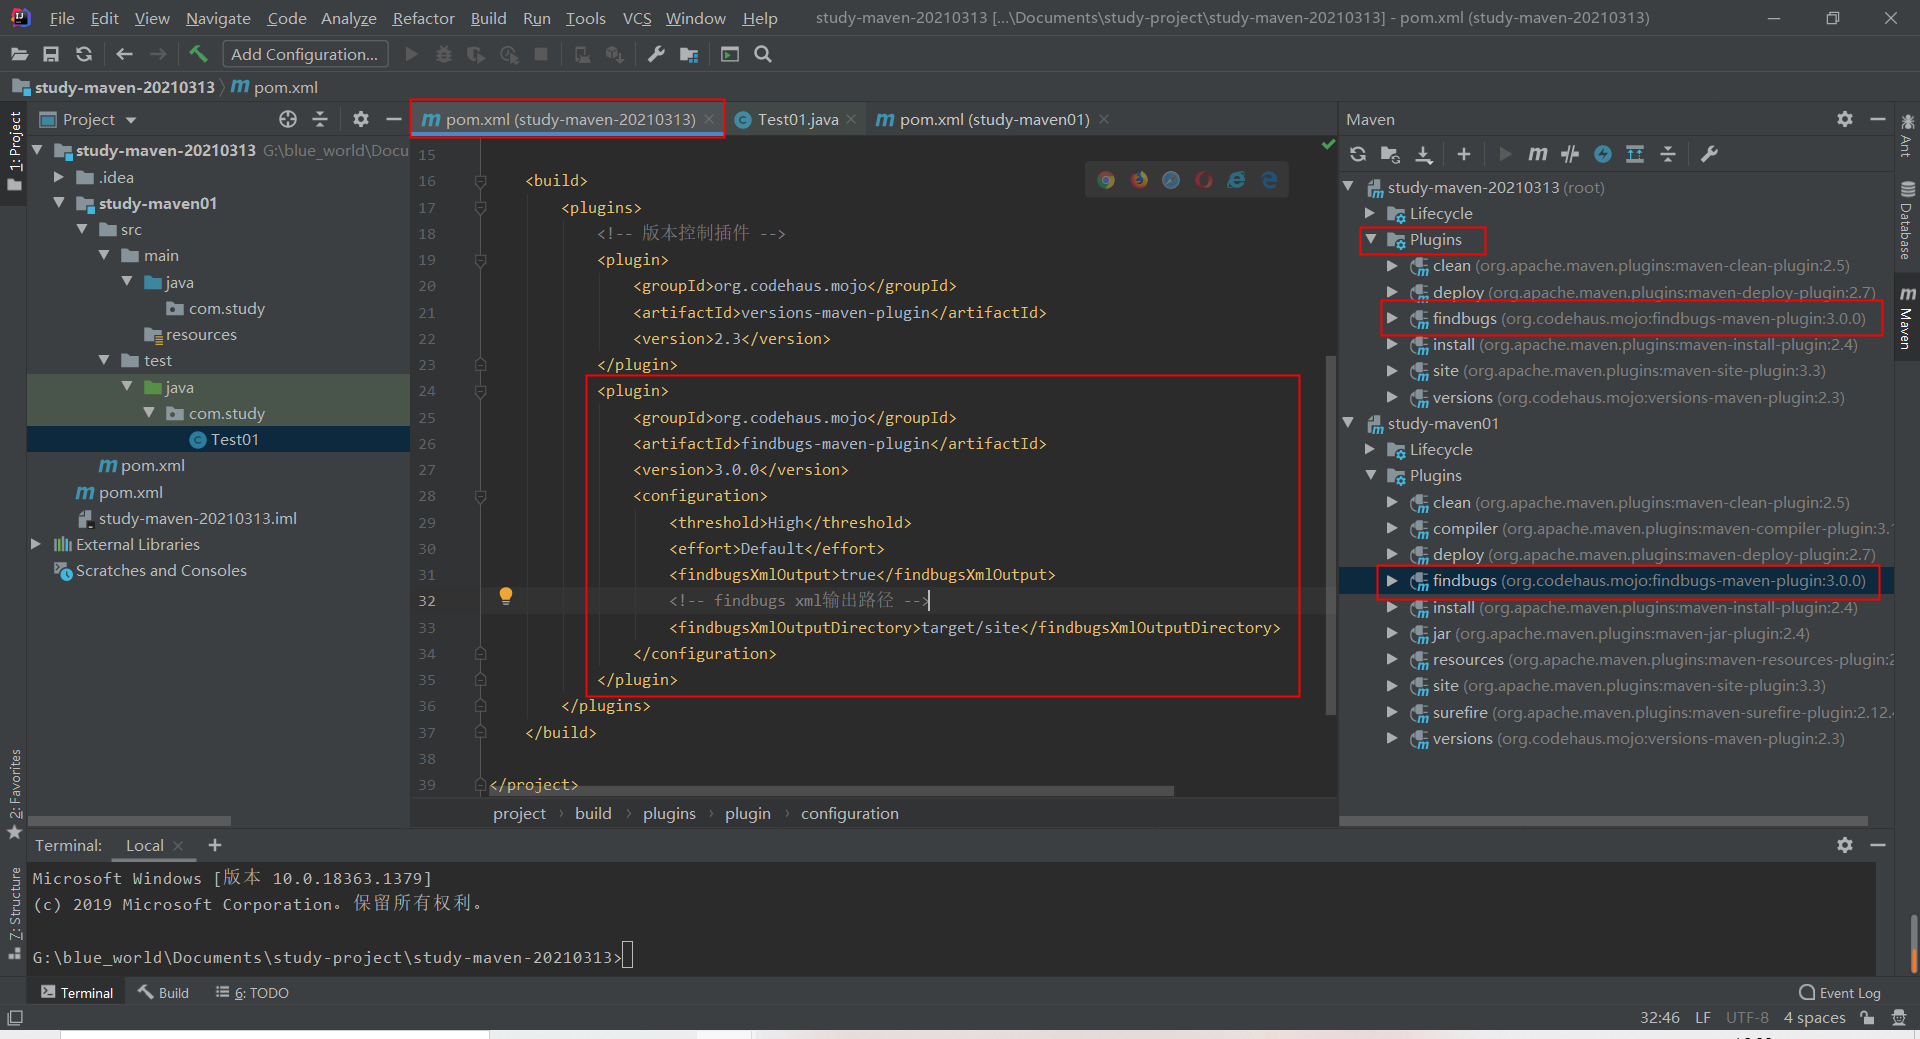 File Edit View Navigate Code Analyze Refactor Build Run Tools VCS Window Help study-maven-20210313 [...\Documents\study-project\study-maven-20210313] - pom.xml (study-maven-20210313)
Add Configuration...
study-maven-20210313 pom.xml
1: Project
2: Favorites
7: Structure
Project
study-maven-20210313 G:\blue_world\Docu
.idea
study-maven01
src
main
java
com.study
resources
test
java
com.study
Test01
pom.xml
pom.xml
study-maven-20210313.iml
External Libraries
Scratches and Consoles
pom.xml (study-maven-20210313) Test01.java pom.xml (study-maven01)
15
16 <build>
17 <plugins>
18 <!-- 版本控制插件 -->
19 <plugin>
20 <groupId>org.codehaus.mojo</groupId>
21 <artifactId>versions-maven-plugin</artifactId>
22 <version>2.3</version>
23 </plugin>
24 <plugin>
25 <groupId>org.codehaus.mojo</groupId>
26 <artifactId>findbugs-maven-plugin</artifactId>
27 <version>3.0.0</version>
28 <configuration>
29 <threshold>High</threshold>
30 <effort>Default</effort>
31 <findbugsXmlOutput>true</findbugsXmlOutput>
32 <!-- findbugs xml输出路径 -->
33 <findbugsXmlOutputDirectory>target/site</findbugsXmlOutputDirectory>
34 </configuration>
35 </plugin>
36 </plugins>
37 </build>
38
39 </project>
project › build › plugins › plugin › configuration
Maven
study-maven-20210313 (root)
Lifecycle
Plugins
clean (org.apache.maven.plugins:maven-clean-plugin:2.5)
deploy (org.apache.maven.plugins:maven-deploy-plugin:2.7)
findbugs (org.codehaus.mojo:findbugs-maven-plugin:3.0.0)
install (org.apache.maven.plugins:maven-install-plugin:2.4)
site (org.apache.maven.plugins:maven-site-plugin:3.3)
versions (org.codehaus.mojo:versions-maven-plugin:2.3)
study-maven01
Lifecycle
Plugins
clean (org.apache.maven.plugins:maven-clean-plugin:2.5)
compiler (org.apache.maven.plugins:maven-compiler-plugin:3.
deploy (org.apache.maven.plugins:maven-deploy-plugin:2.7)
findbugs (org.codehaus.mojo:findbugs-maven-plugin:3.0.0)
install (org.apache.maven.plugins:maven-install-plugin:2.4)
jar (org.apache.maven.plugins:maven-jar-plugin:2.4)
resources (org.apache.maven.plugins:maven-resources-plugin:2
site (org.apache.maven.plugins:maven-site-plugin:3.3)
surefire (org.apache.maven.plugins:maven-surefire-plugin:2.12.
versions (org.codehaus.mojo:versions-maven-plugin:2.3)
Ant
Database
Maven
Terminal: Local
Microsoft Windows [版本 10.0.18363.1379]
(c) 2019 Microsoft Corporation。保留所有权利。
G:\blue_world\Documents\study-project\study-maven-20210313>
Terminal Build 6: TODO Event Log
32:46 LF UTF-8 4 spaces